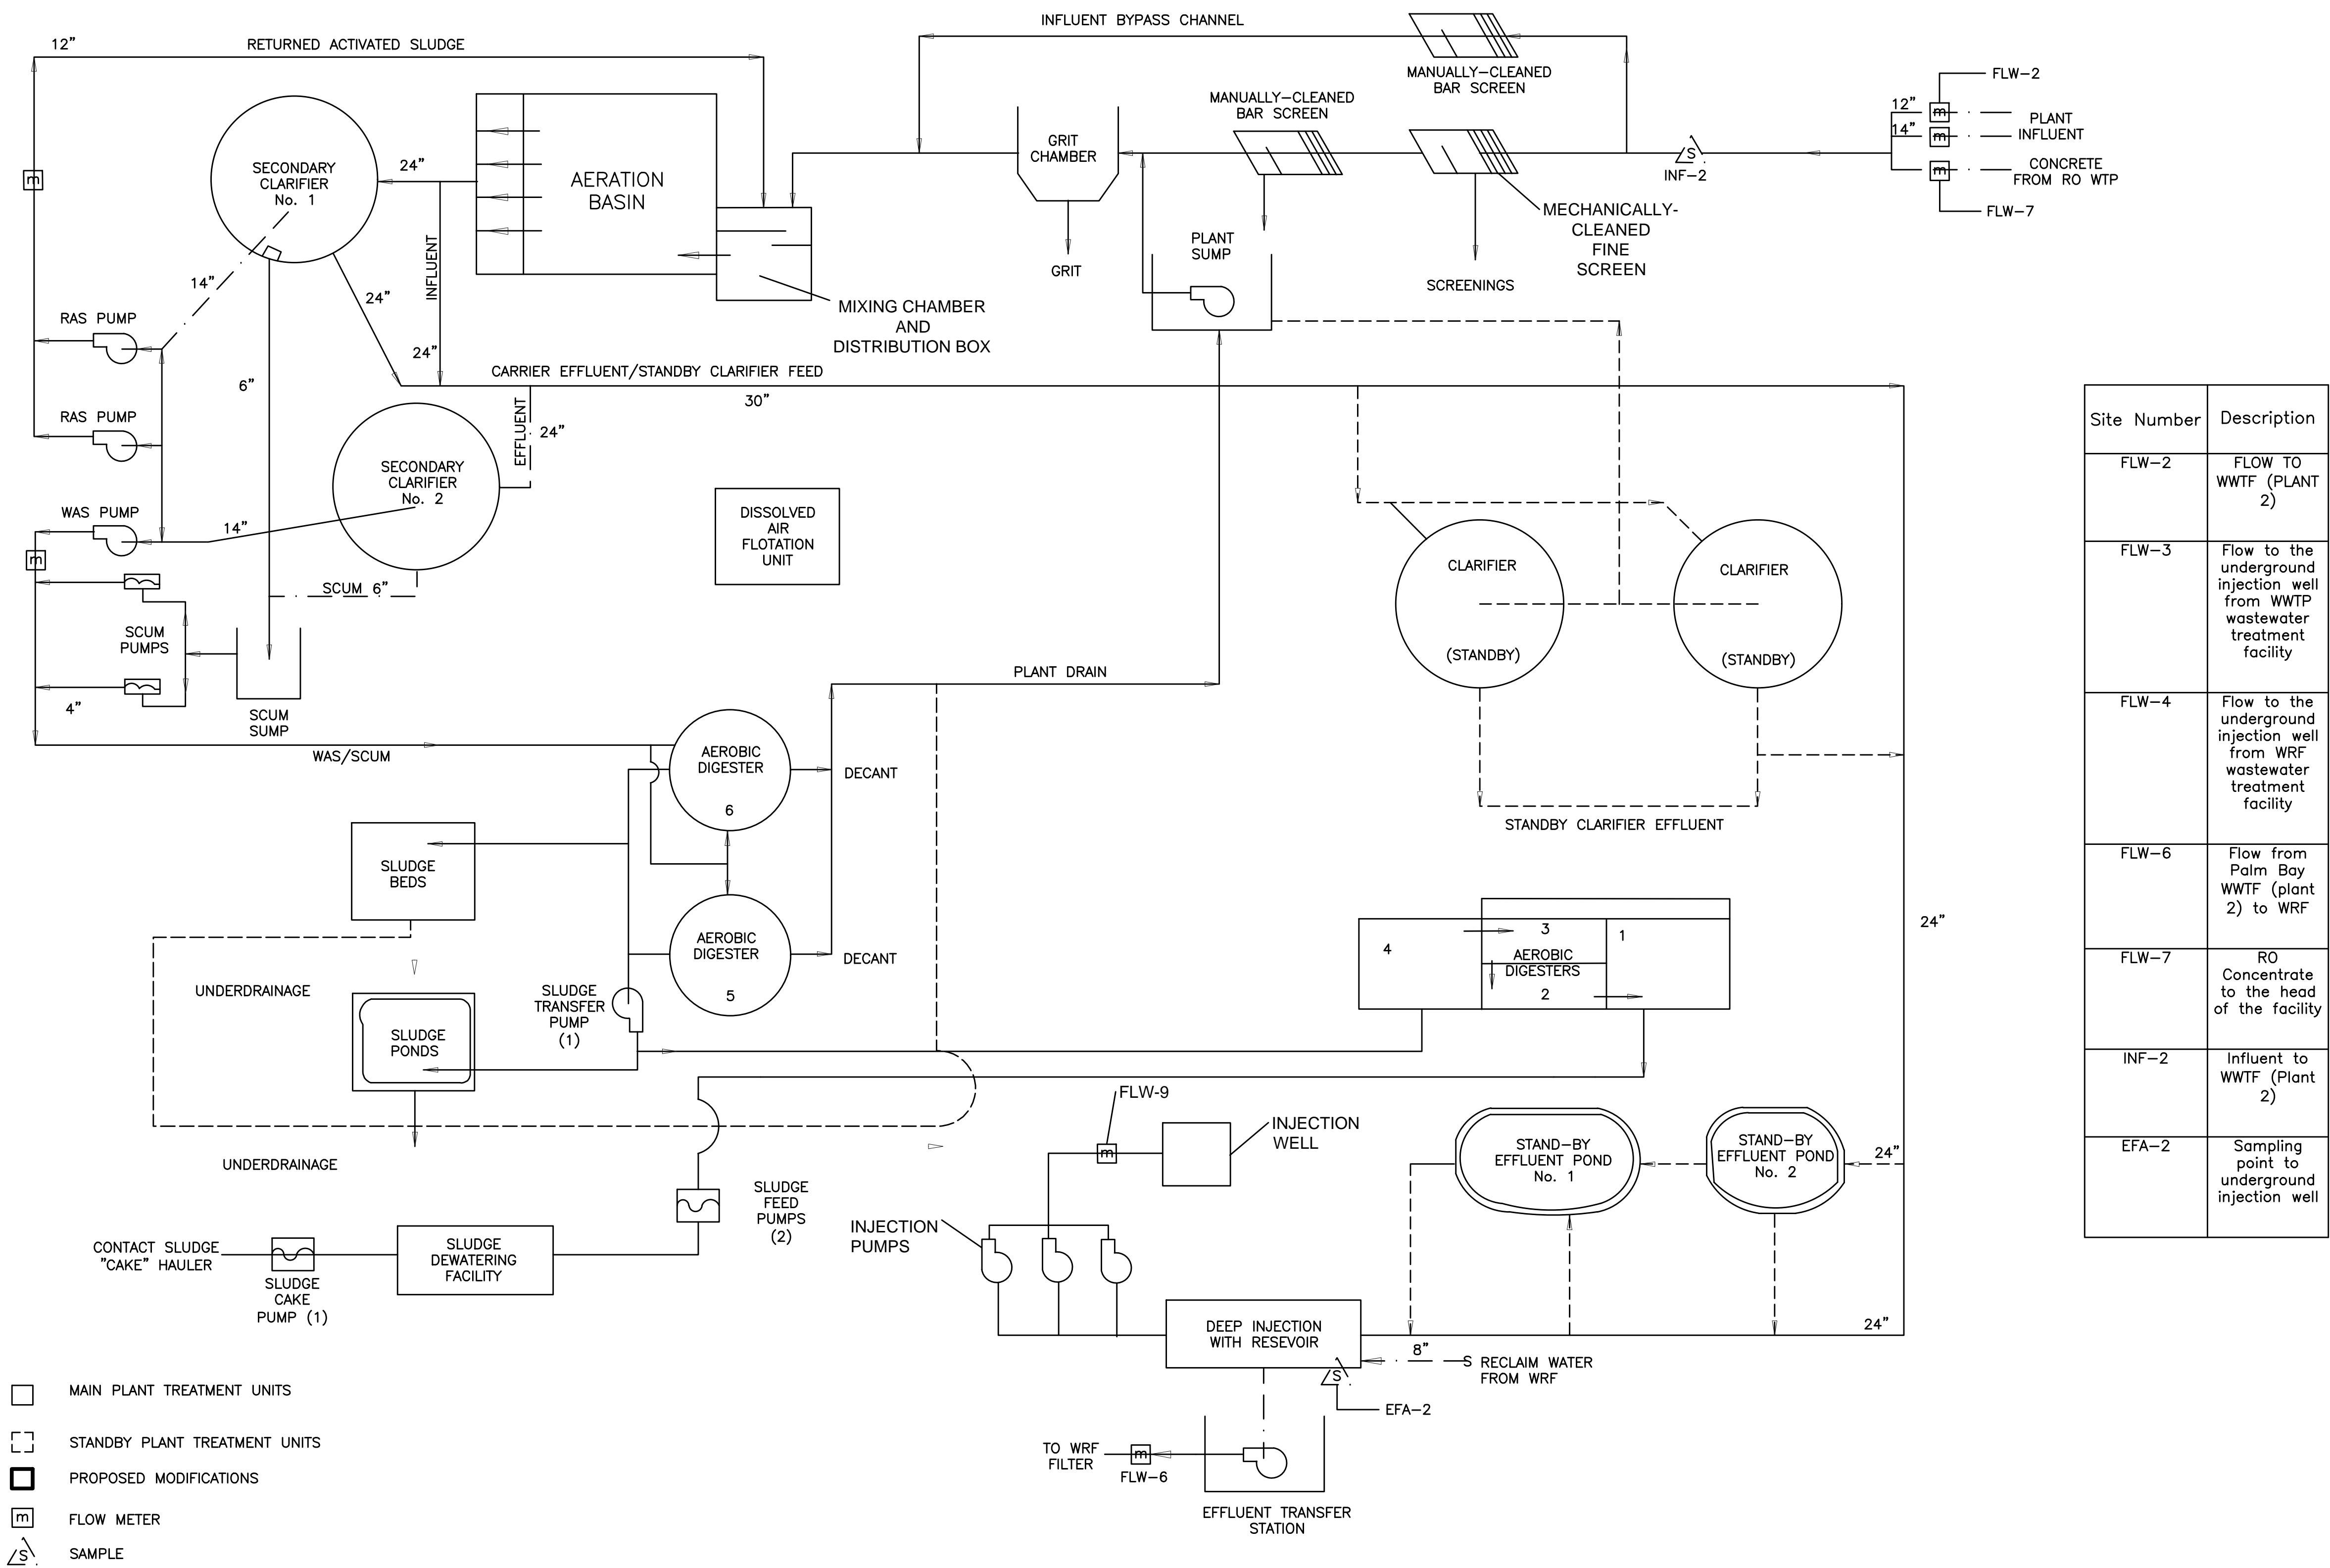 INFLUENT BYPASS CHANNEL
12"
RETURNED ACTIVATED SLUDGE
MANUALLY-CLEANED
BAR SCREEN
MANUALLY-CLEANED
BAR SCREEN
FLW-2
12"
14"
m
m
m
PLANT
INFLUENT
CONCRETE
FROM RO WTP
FLW-7
S
INF-2
GRIT
CHAMBER
GRIT
SECONDARY
CLARIFIER
No. 1
24"
AERATION
BASIN
m
MECHANICALLY-
CLEANED
FINE
SCREEN
SCREENINGS
PLANT
SUMP
MIXING CHAMBER
AND
DISTRIBUTION BOX
14"
24"
INFLUENT
24"
RAS PUMP
6"
CARRIER EFFLUENT/STANDBY CLARIFIER FEED
30"
RAS PUMP
EFFLUENT
24"
SECONDARY
CLARIFIER
No. 2
WAS PUMP
14"
m
SCUM 6"
DISSOLVED
AIR
FLOTATION
UNIT
CLARIFIER
(STANDBY)
CLARIFIER
(STANDBY)
SCUM
PUMPS
4"
SCUM
SUMP
PLANT DRAIN
WAS/SCUM
AEROBIC
DIGESTER
6
DECANT
STANDBY CLARIFIER EFFLUENT
SLUDGE
BEDS
AEROBIC
DIGESTER
5
DECANT
4
3
1
AEROBIC
DIGESTERS
2
24"
UNDERDRAINAGE
SLUDGE
TRANSFER
PUMP
(1)
SLUDGE
PONDS
UNDERDRAINAGE
FLW-9
m
INJECTION
WELL
STAND-BY
EFFLUENT POND
No. 1
STAND-BY
EFFLUENT POND
No. 2
24"
SLUDGE
FEED
PUMPS
(2)
INJECTION
PUMPS
CONTACT SLUDGE
"CAKE" HAULER
SLUDGE
CAKE
PUMP (1)
SLUDGE
DEWATERING
FACILITY
DEEP INJECTION
WITH RESEVOIR
24"
8"
S RECLAIM WATER
FROM WRF
S
EFA-2
TO WRF
FILTER
m
FLW-6
EFFLUENT TRANSFER
STATION
Site Number Description
FLW-2 FLOW TO
WWTF (PLANT
2)
FLW-3 Flow to the
underground
injection well
from WWTP
wastewater
treatment
facility
FLW-4 Flow to the
underground
injection well
from WRF
wastewater
treatment
facility
FLW-6 Flow from
Palm Bay
WWTF (plant
2) to WRF
FLW-7 RO
Concentrate
to the head
of the facility
INF-2 Influent to
WWTF (Plant
2)
EFA-2 Sampling
point to
underground
injection well
MAIN PLANT TREATMENT UNITS
STANDBY PLANT TREATMENT UNITS
PROPOSED MODIFICATIONS
m FLOW METER
S SAMPLE